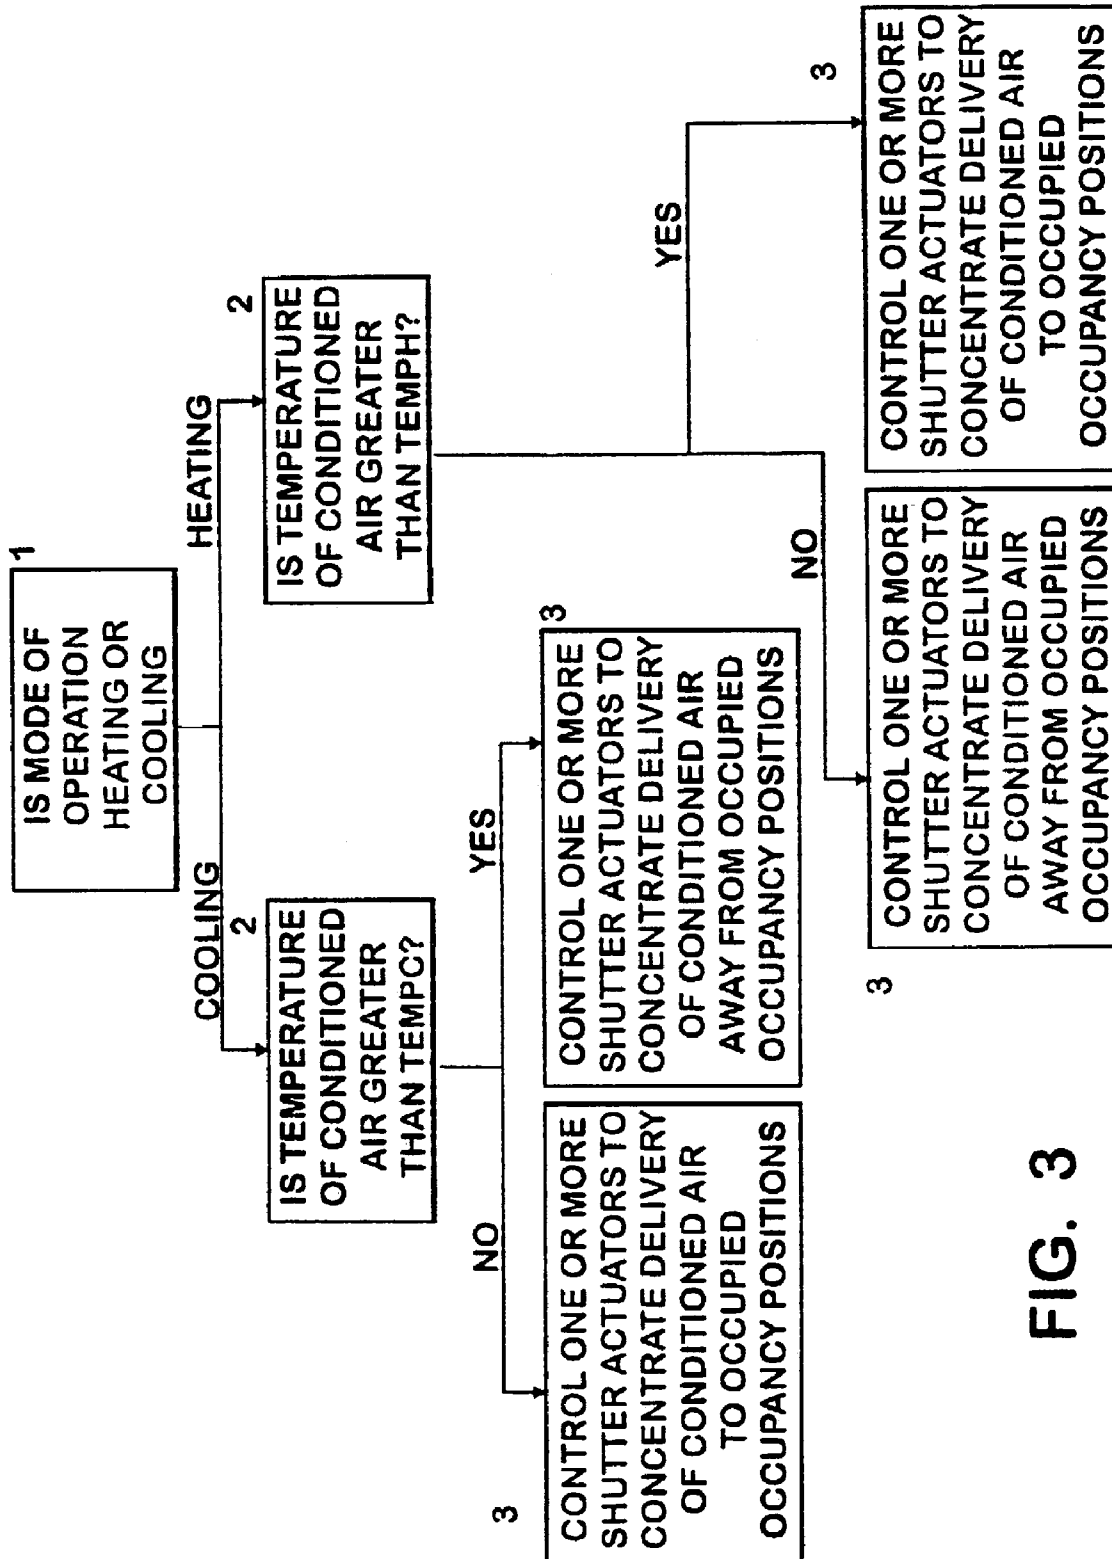 1
IS MODE OF
OPERATION
HEATING OR
COOLING
COOLING
HEATING
2
IS TEMPERATURE
OF CONDITIONED
AIR GREATER
THAN TEMPC?
2
IS TEMPERATURE
OF CONDITIONED
AIR GREATER
THAN TEMPH?
NO
YES
3
CONTROL ONE OR MORE
SHUTTER ACTUATORS TO
CONCENTRATE DELIVERY
OF CONDITIONED AIR
TO OCCUPIED
OCCUPANCY POSITIONS
3
CONTROL ONE OR MORE
SHUTTER ACTUATORS TO
CONCENTRATE DELIVERY
OF CONDITIONED AIR
AWAY FROM OCCUPIED
OCCUPANCY POSITIONS
NO
YES
3
CONTROL ONE OR MORE
SHUTTER ACTUATORS TO
CONCENTRATE DELIVERY
OF CONDITIONED AIR
AWAY FROM OCCUPIED
OCCUPANCY POSITIONS
3
CONTROL ONE OR MORE
SHUTTER ACTUATORS TO
CONCENTRATE DELIVERY
OF CONDITIONED AIR
TO OCCUPIED
OCCUPANCY POSITIONS
FIG. 3